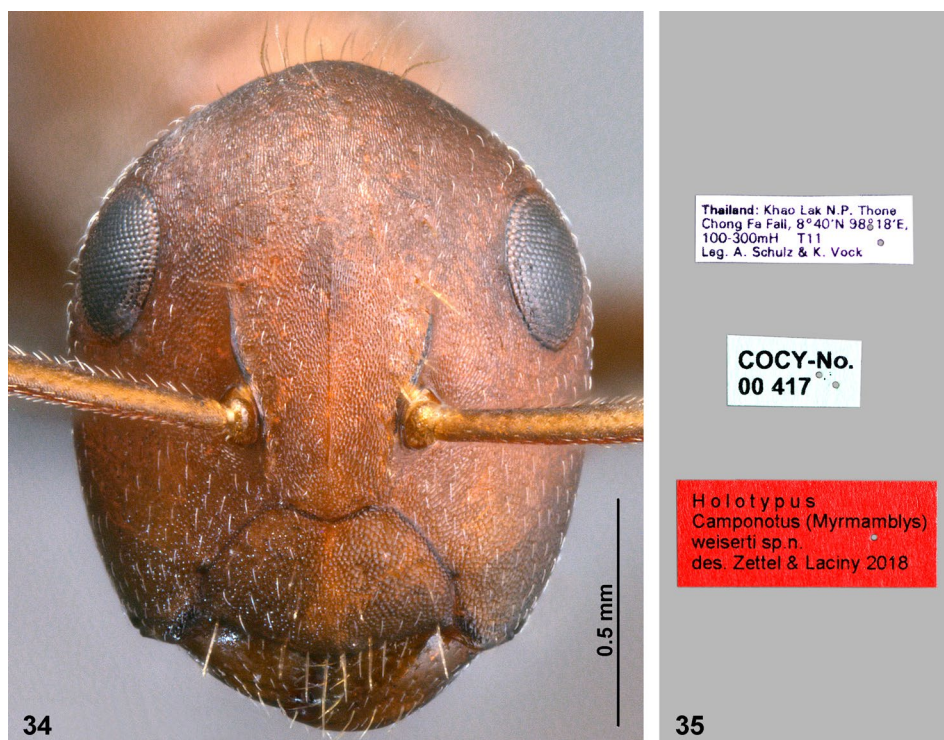 0.5 mm
34
Thailand: Khao Lak N.P. Thone
Chong Fa Fall, 8°40'N 98°18'E,
100-300mH T11
Leg. A. Schulz & K. Vock
COCY-No.
00 417
Holotypus
Camponotus (Myrmamblys)
weiserti sp.n.
des. Zettel & Laciny 2018
35